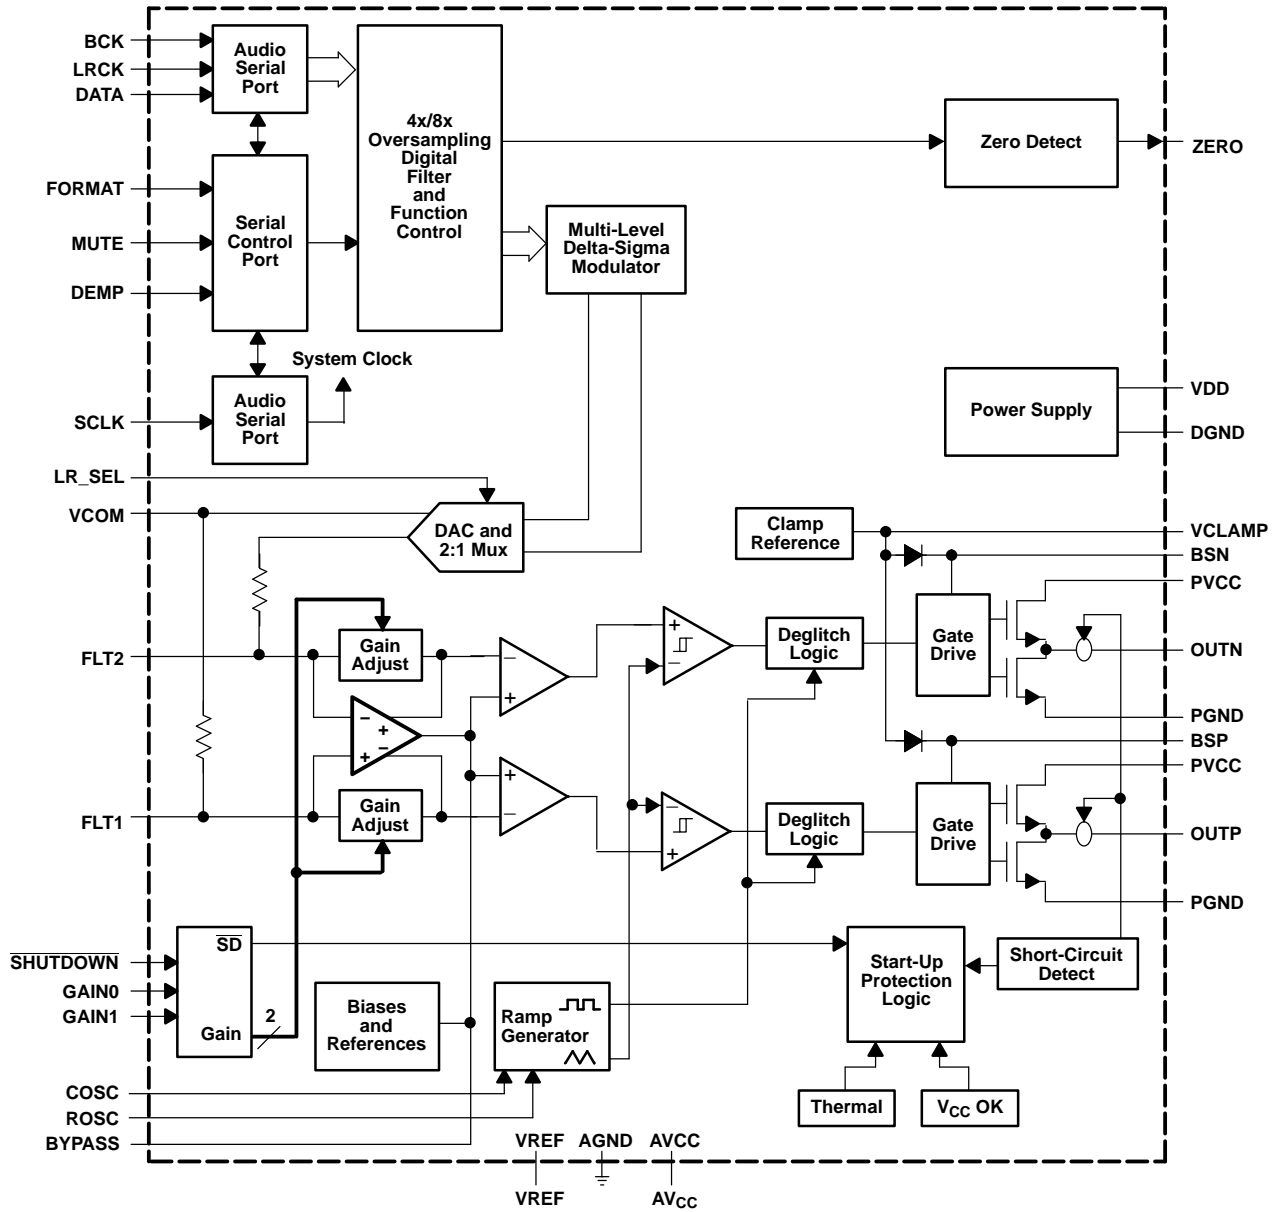 BCK
LRCK
DATA
Audio
Serial
Port
4x/8x
Oversampling
Digital
Filter
and
Function
Control
Zero Detect
ZERO
FORMAT
MUTE
DEMP
Serial
Control
Port
Multi-Level
Delta-Sigma
Modulator
System Clock
SCLK
Audio
Serial
Port
Power Supply
VDD
DGND
LR_SEL
VCOM
DAC and
2:1 Mux
Clamp
Reference
VCLAMP
BSN
PVCC
FLT2
Gain
Adjust
−
+
+
−
Deglitch
Logic
Gate
Drive
OUTN
PGND
−
+
−
+
BSP
PVCC
FLT1
Gain
Adjust
+
−
−
+
Deglitch
Logic
Gate
Drive
OUTP
PGND
SHUTDOWN
GAIN0
GAIN1
SD
Gain
2
Biases
and
References
Ramp
Generator
Start-Up
Protection
Logic
Short-Circuit
Detect
Thermal
VCC OK
COSC
ROSC
BYPASS
VREF AGND AVCC
VREF AVCC